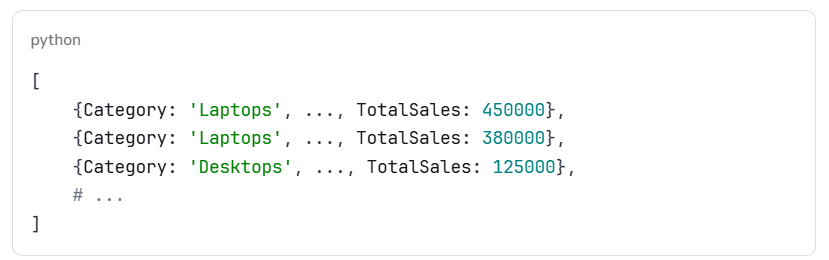 python
[
    {Category: 'Laptops', ..., TotalSales: 450000},
    {Category: 'Laptops', ..., TotalSales: 380000},
    {Category: 'Desktops', ..., TotalSales: 125000},
    # ...
]